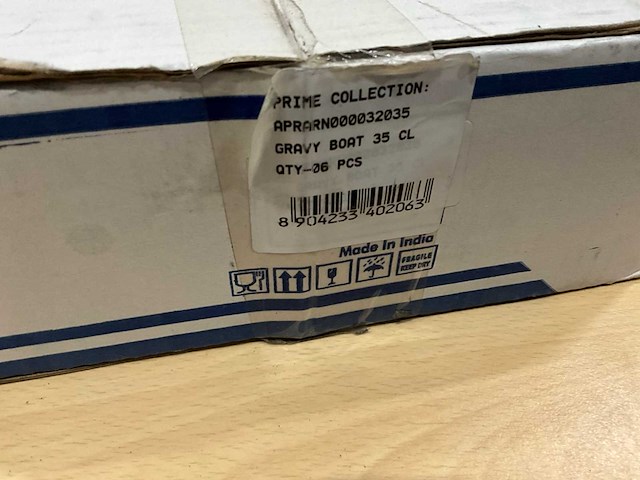 PRIME COLLECTION:
APRARN000032035
GRAVY BOAT 35 CL
QTY-06 PCS
8 904233 402063
Made In India
FRAGILE
KEEP DRY